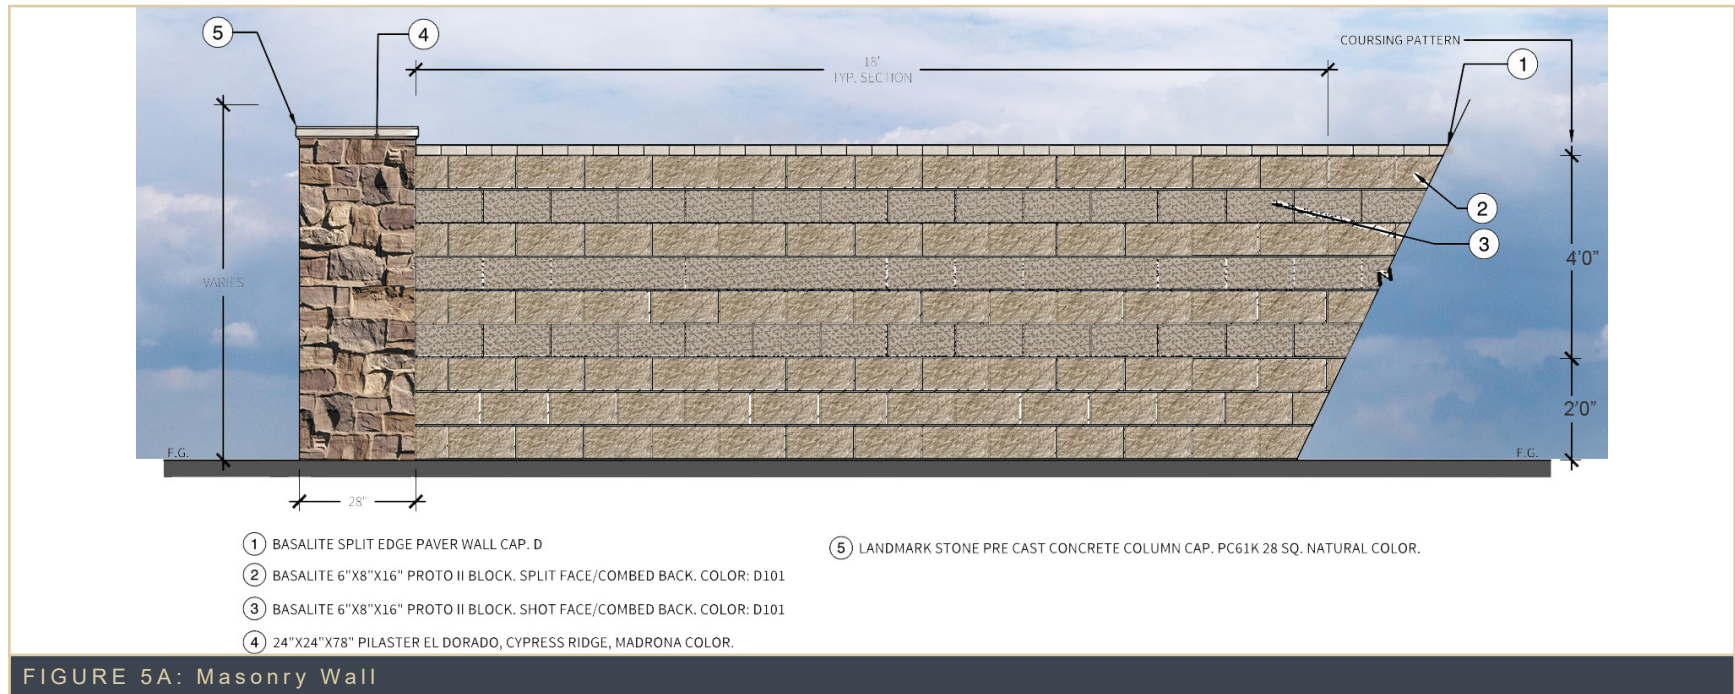 5
4
COURSING PATTERN
18'
TYP. SECTION
1
2
3
4'0"
VARIES
2'0"
F.G.
F.G.
28"
1 BASALITE SPLIT EDGE PAVER WALL CAP. D
2 BASALITE 6"X8"X16" PROTO II BLOCK. SPLIT FACE/COMBED BACK. COLOR: D101
3 BASALITE 6"X8"X16" PROTO II BLOCK. SHOT FACE/COMBED BACK. COLOR: D101
4 24"X24"X78" PILASTER EL DORADO, CYPRESS RIDGE, MADRONA COLOR.
5 LANDMARK STONE PRE CAST CONCRETE COLUMN CAP. PC61K 28 SQ. NATURAL COLOR.
FIGURE 5A: Masonry Wall